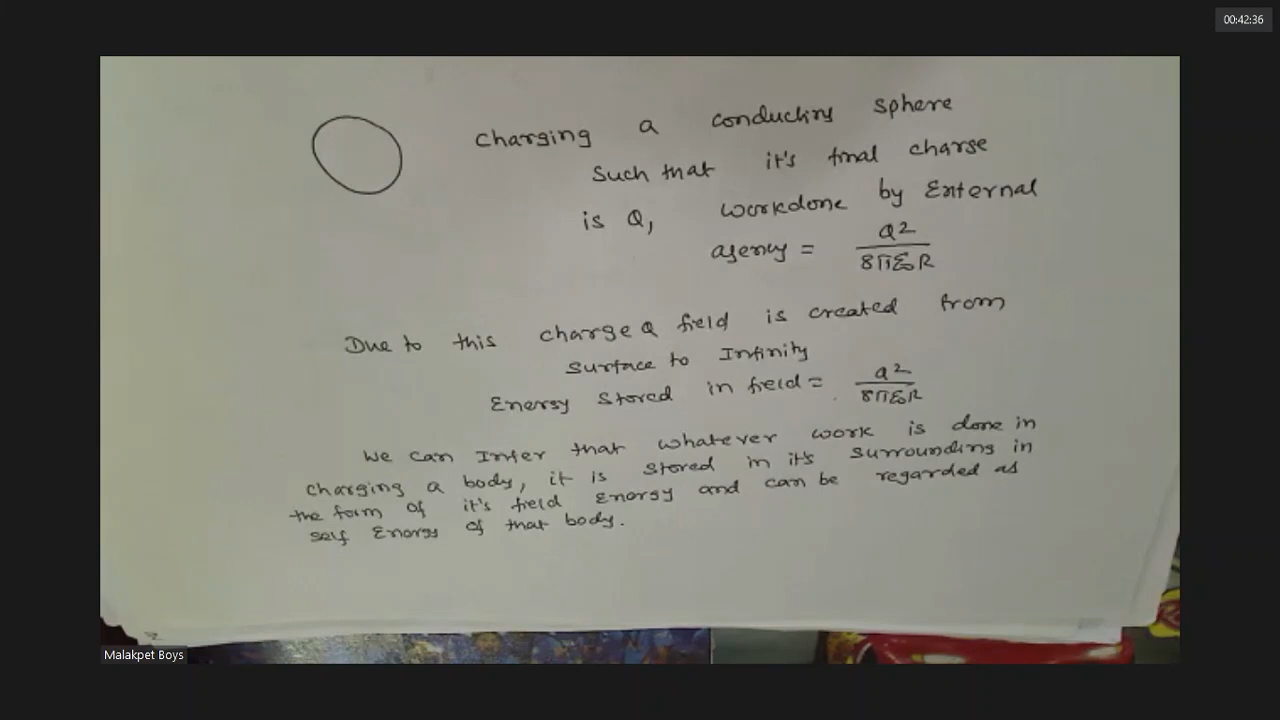 00:42:36
Charging a conducting sphere
Such that it's final charge
is Q, workdone by External
agency = Q2
8πε0R
Due to this charge Q field is created from
Surface to Infinity
Energy Stored in field = Q2
8πε0R
We can Infer that whatever work is done in
charging a body, it is stored in it's surrounding in
the form of it's field Energy and can be regarded as
self Energy of that body.
Malakpet Boys